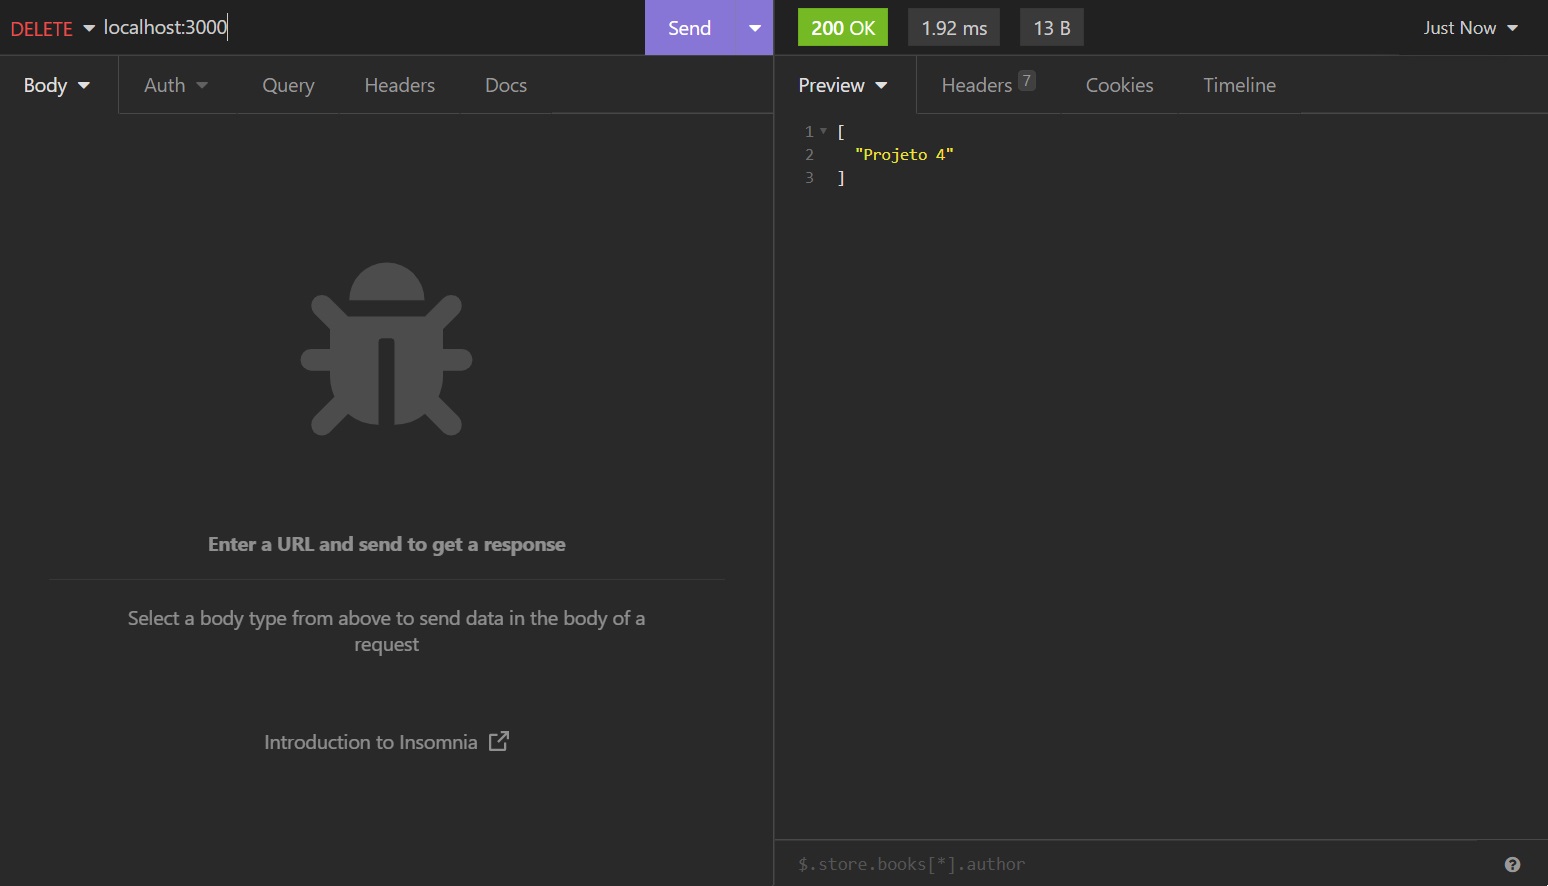 DELETE localhost:3000 Send
200 OK 1.92 ms 13 B Just Now
Body Auth Query Headers Docs
Preview Headers 7 Cookies Timeline
1 [
2 "Projeto 4"
3 ]
Enter a URL and send to get a response
Select a body type from above to send data in the body of a
request
Introduction to Insomnia
$.store.books[*].author
?